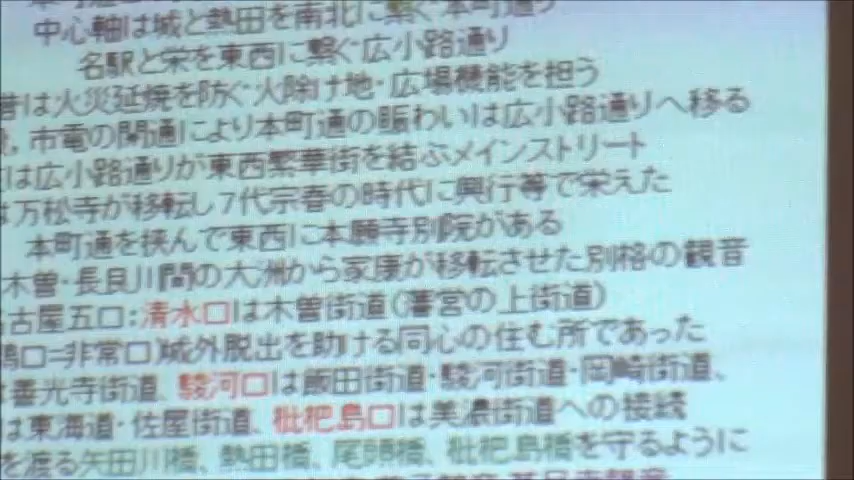 中心軸は城と熱田を南北に繋ぐ本町通り
名駅と栄を東西に繋ぐ広小路通り
は火災延焼を防ぐ火除け地・広場機能を担う
，市電の開通により本町通の賑わいは広小路通りへ移る
は広小路通りが東西繁華街を結ぶメインストリート
は万松寺が移転し7代宗春の時代に興行等で栄えた
本町通を挟んで東西に本願寺別院がある
木曽・長良川間の大洲から家康が移転させた別格の観音
古屋五口：清水口は木曽街道（蕃営の上街道）
口＝非常口）城外脱出を助ける同心の住む所であった
善光寺街道、駿河口は飯田街道・駿河街道・岡崎街道、
は東海道・佐屋街道、枇杷島口は美濃街道への接続
を渡る矢田川橋、熱田橋、尾頭橋、枇杷島橋を守るように